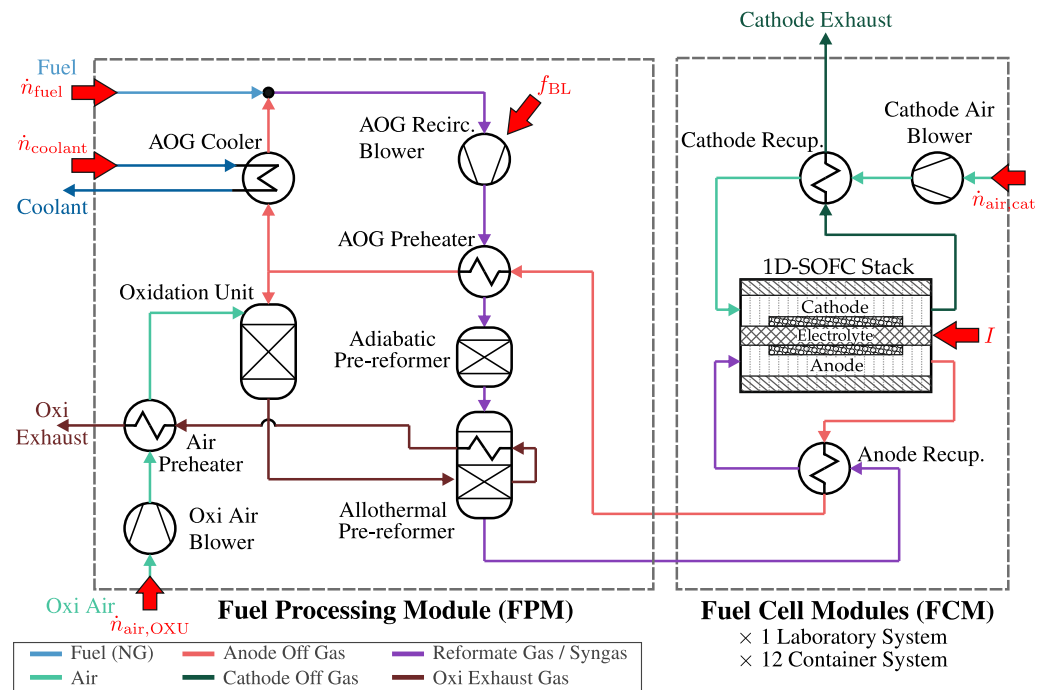 Cathode Exhaust
Fuel
ṅfuel
fBL
AOG Recirc.
Blower
Cathode Air
Blower
Cathode Recup.
ṅcoolant
AOG Cooler
Coolant
ṅair,cat
AOG Preheater
1D-SOFC Stack
Oxidation Unit
Cathode
Electrolyte
Anode
I
Adiabatic
Pre-reformer
Oxi
Exhaust
Air
Preheater
Anode Recup.
Allothermal
Pre-reformer
Oxi Air
Blower
Oxi Air
ṅair,OXU
Fuel Processing Module (FPM)
Fuel Cell Modules (FCM)
× 1 Laboratory System
× 12 Container System
Fuel (NG)
Anode Off Gas
Reformate Gas / Syngas
Air
Cathode Off Gas
Oxi Exhaust Gas